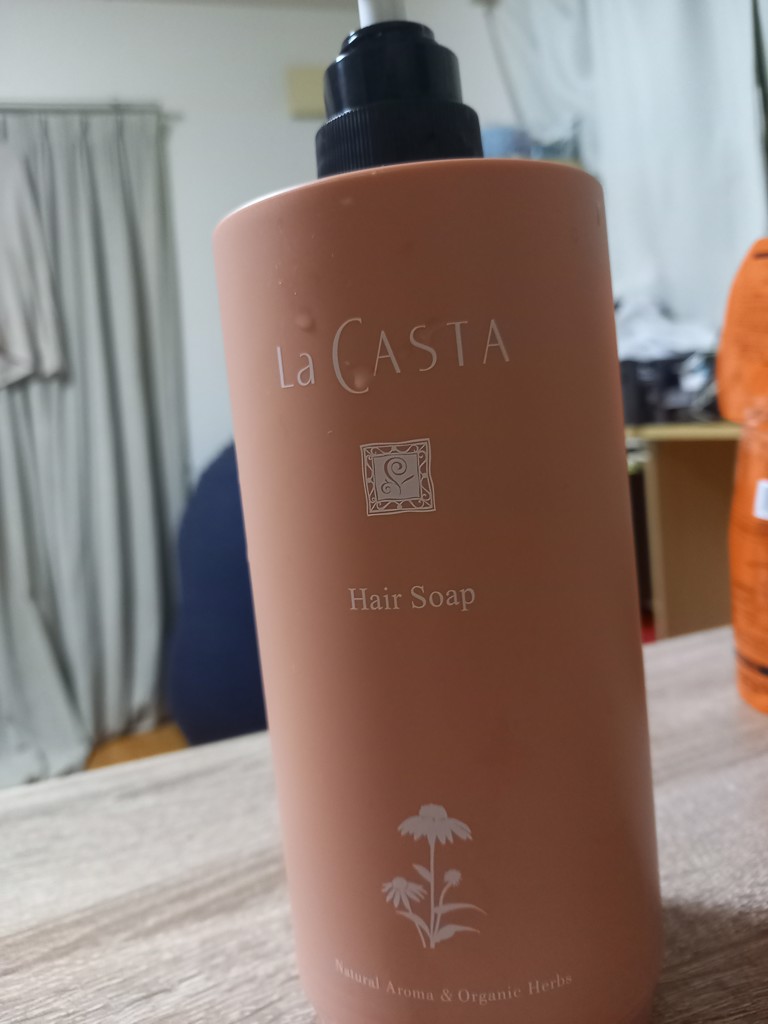 La CASTA
Hair Soap
Natural Aroma & Organic Herbs